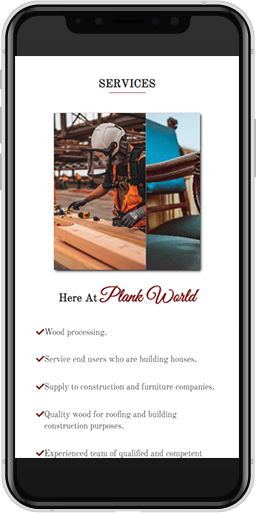 SERVICES
Here At Plank World
Wood processing.
Service end users who are building houses.
Supply to construction and furniture companies.
Quality wood for roofing and building
construction purposes.
Experienced team of qualified and competent